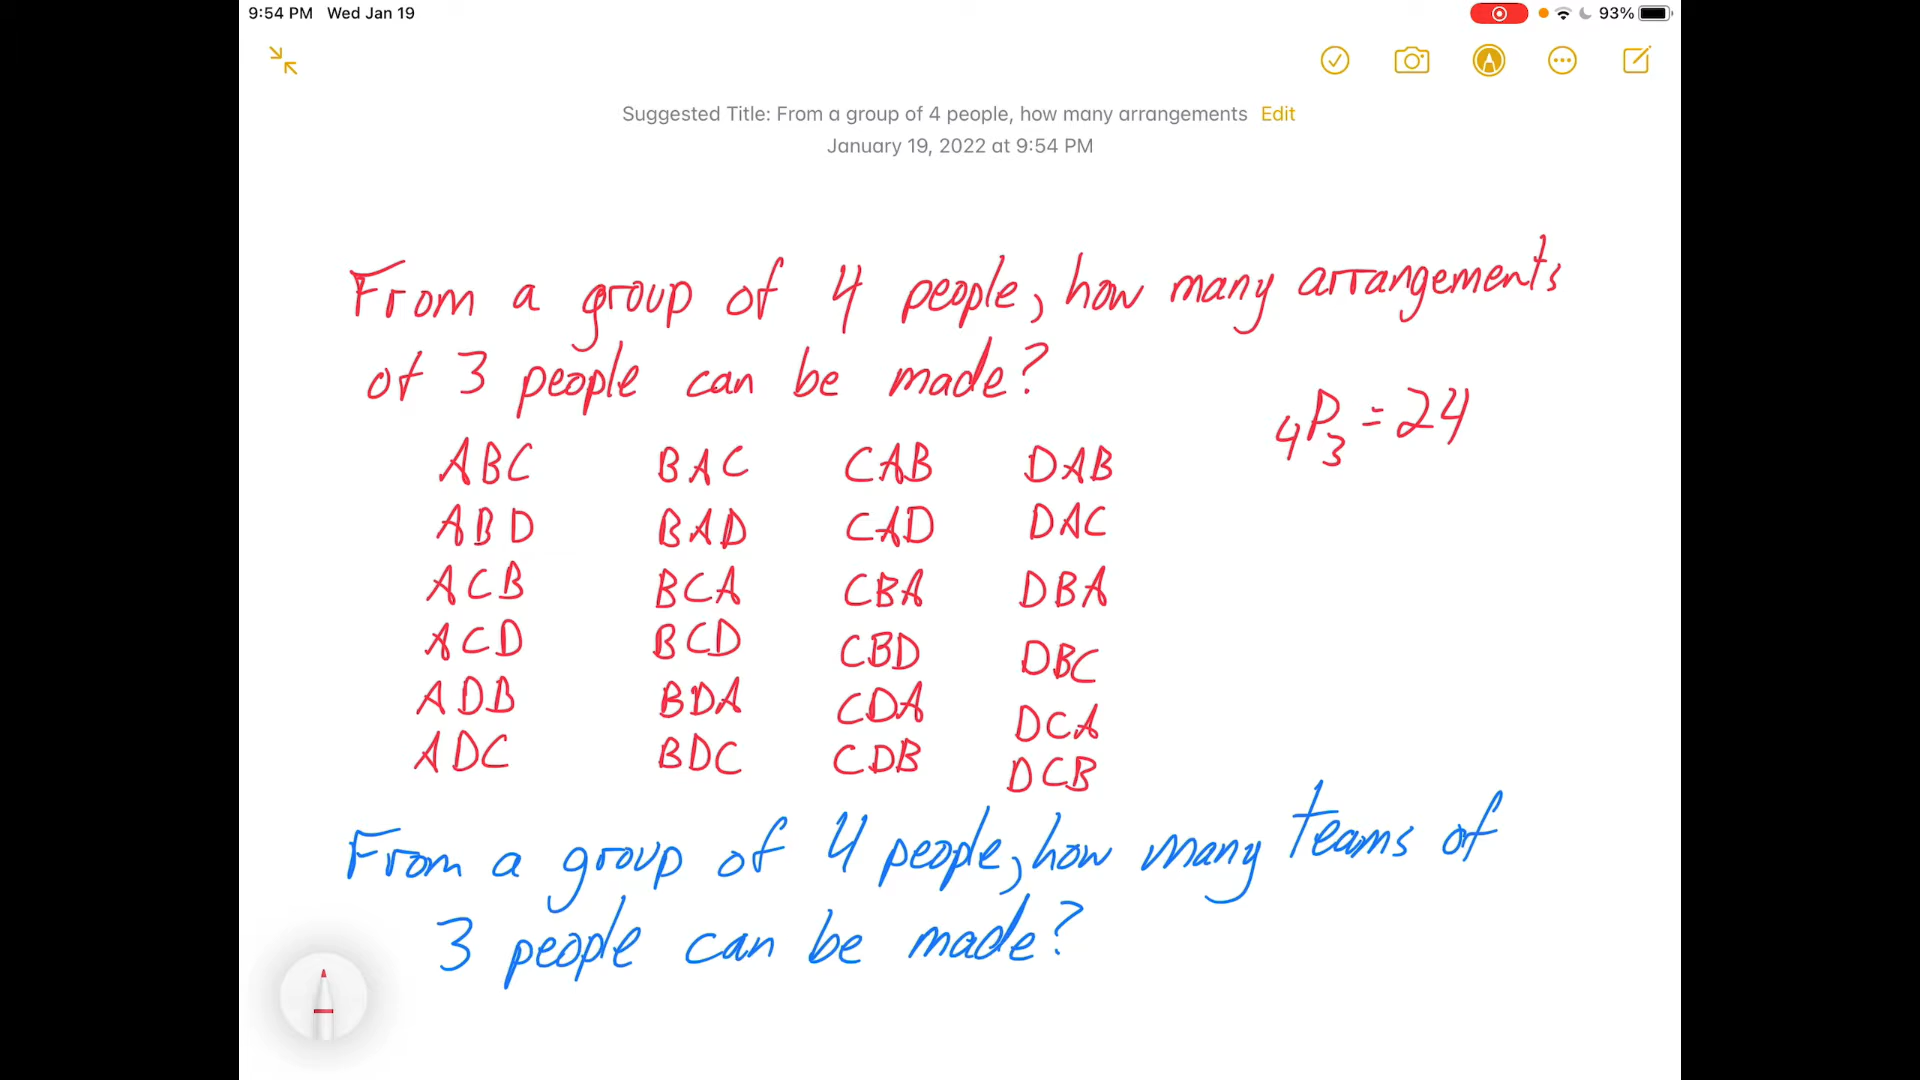 9:54 PM Wed Jan 19 93%
Suggested Title: From a group of 4 people, how many arrangements Edit
January 19, 2022 at 9:54 PM
From a group of 4 people, how many arrangements
of 3 people can be made?
₄P₃ = 24
ABC BAC CAB DAB
ABD BAD CAD DAC
ACB BCA CBA DBA
ACD BCD CBD DBC
ADB BDA CDA DCA
ADC BDC CDB DCB
From a group of 4 people, how many teams of
3 people can be made?